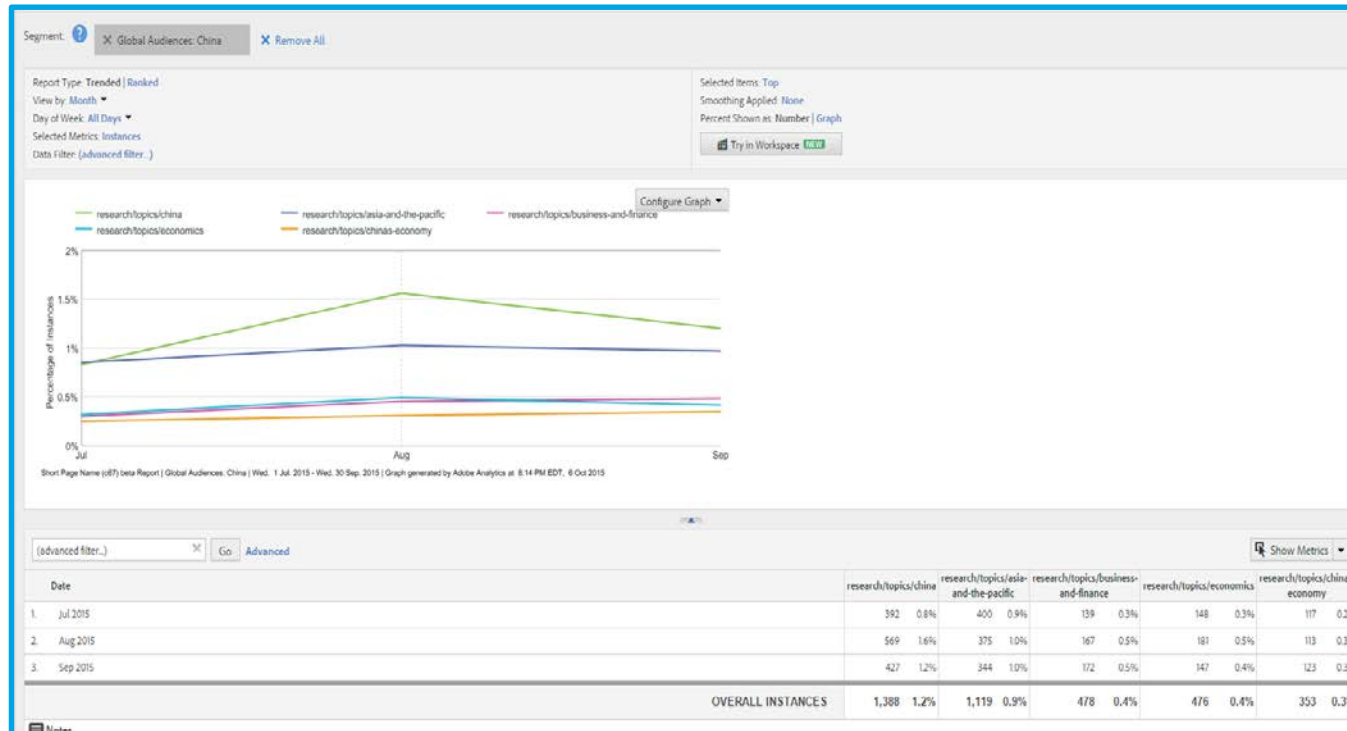 Segment: ? X Global Audiences: China X Remove All
Report Type: Trended | Ranked
View by: Month
Day of Week: All Days
Selected Metrics: Instances
Data Filter: (advanced filter...)
Selected Items: Top
Smoothing Applied: None
Percent Shown as: Number | Graph
Try in Workspace NEW
Configure Graph
research/topics/china research/topics/asia-and-the-pacific research/topics/business-and-finance
research/topics/economics research/topics/chinas-economy
Percentage of Instances
2%
1.5%
1%
0.5%
0%
Jul Aug Sep
Short Page Name (c67) beta Report | Global Audiences: China | Wed. 1 Jul. 2015 - Wed. 30 Sep. 2015 | Graph generated by Adobe Analytics at 8:14 PM EDT, 6 Oct 2015
(advanced filter...) X Go Advanced
Show Metrics
Date research/topics/china research/topics/asia- research/topics/business- research/topics/economics research/topics/china
and-the-pacific and-finance economy
1. Jul 2015 392 0.8% 400 0.9% 139 0.3% 148 0.3% 117 0.2
2. Aug 2015 569 1.6% 375 1.0% 167 0.5% 181 0.5% 113 0.3
3. Sep 2015 427 1.2% 344 1.0% 172 0.5% 147 0.4% 123 0.3
OVERALL INSTANCES 1,388 1.2% 1,119 0.9% 478 0.4% 476 0.4% 353 0.3